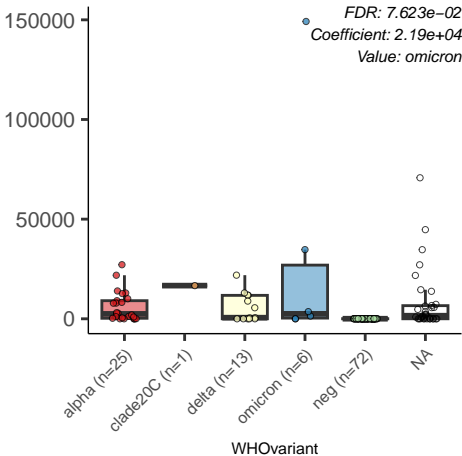 FDR: 7.623e−02
Coefficient: 2.19e+04
Value: omicron
150000
100000
50000
0
alpha (n=25)
clade20C (n=1)
delta (n=13)
omicron (n=6)
neg (n=72)
NA
WHOvariant